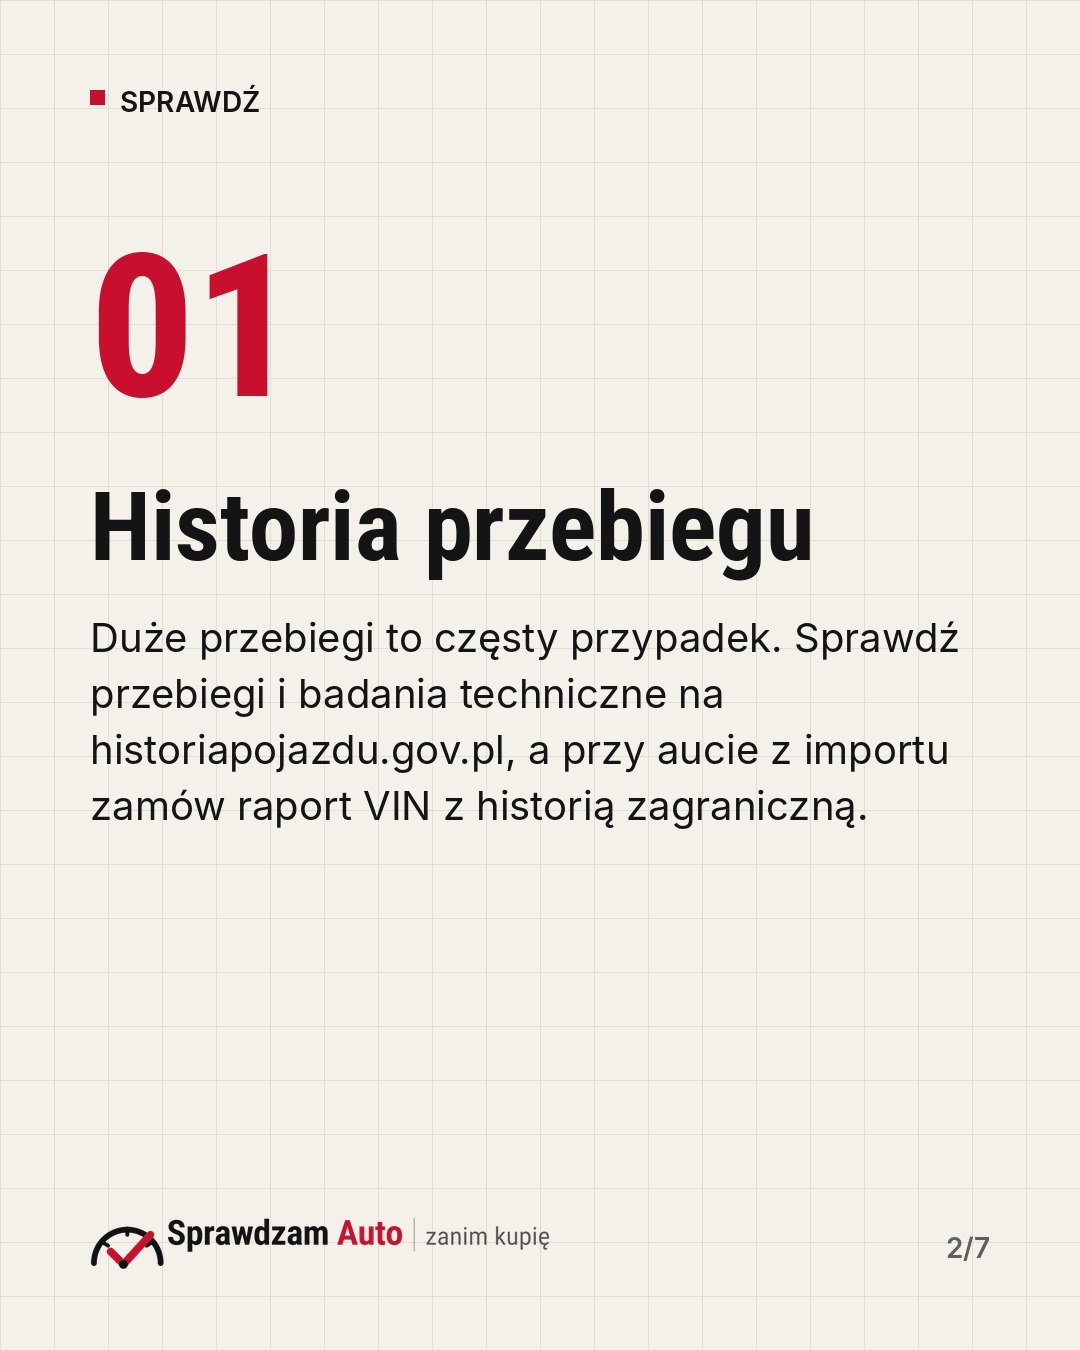 SPRAWDŹ
01
Historia przebiegu
Duże przebiegi to częsty przypadek. Sprawdź
przebiegi i badania techniczne na
historiapojazdu.gov.pl, a przy aucie z importu
zamów raport VIN z historią zagraniczną.
Sprawdzam Auto zanim kupię
2/7